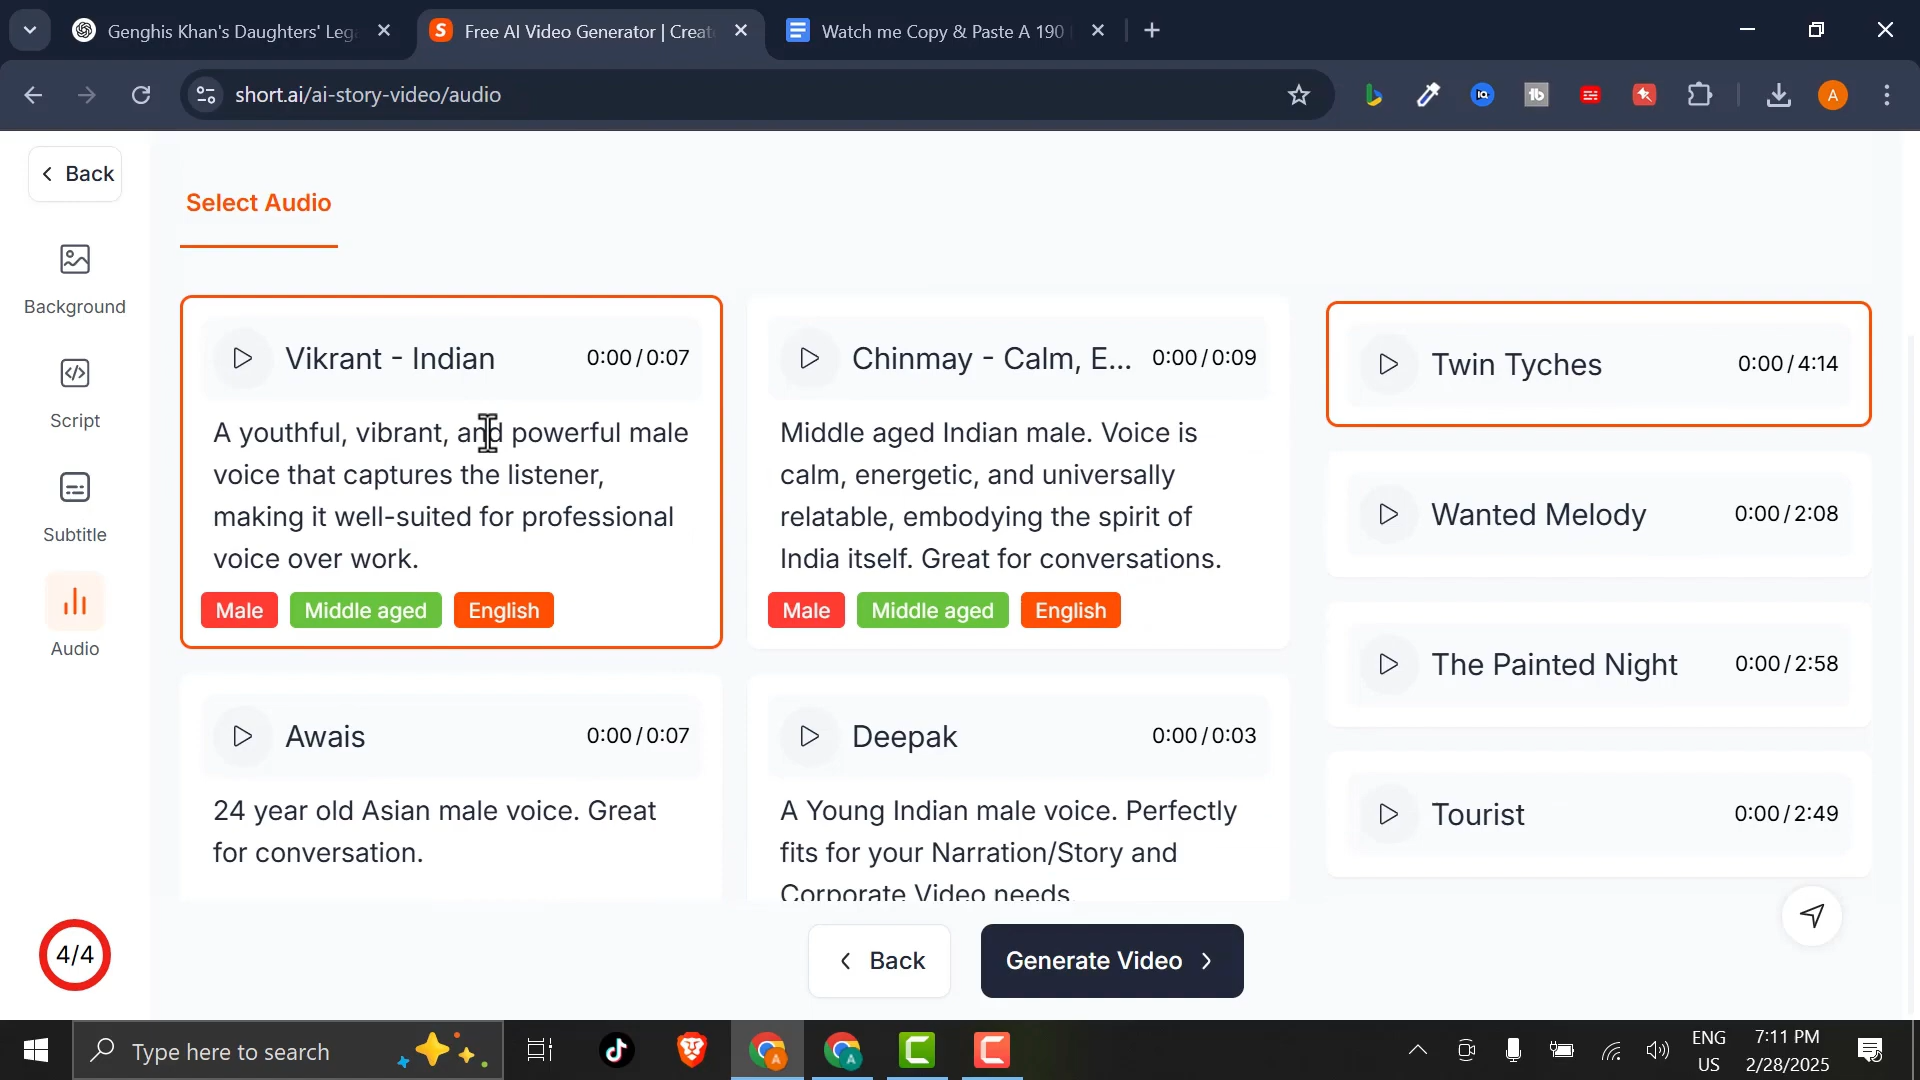 Genghis Khan's Daughters' Leg
Free AI Video Generator | Creat
Watch me Copy & Paste A 190
short.ai/ai-story-video/audio
A
Back
Background
Script
Subtitle
Audio
4/4
Select Audio
Vikrant - Indian 0:00 / 0:07
A youthful, vibrant, and powerful male
voice that captures the listener,
making it well-suited for professional
voice over work.
Male Middle aged English
Chinmay - Calm, E... 0:00 / 0:09
Middle aged Indian male. Voice is
calm, energetic, and universally
relatable, embodying the spirit of
India itself. Great for conversations.
Male Middle aged English
Awais 0:00 / 0:07
24 year old Asian male voice. Great
for conversation.
Deepak 0:00 / 0:03
A Young Indian male voice. Perfectly
fits for your Narration/Story and
Corporate Video needs.
Twin Tyches 0:00 / 4:14
Wanted Melody 0:00 / 2:08
The Painted Night 0:00 / 2:58
Tourist 0:00 / 2:49
Back
Generate Video
Type here to search
ENG
US
7:11 PM
2/28/2025